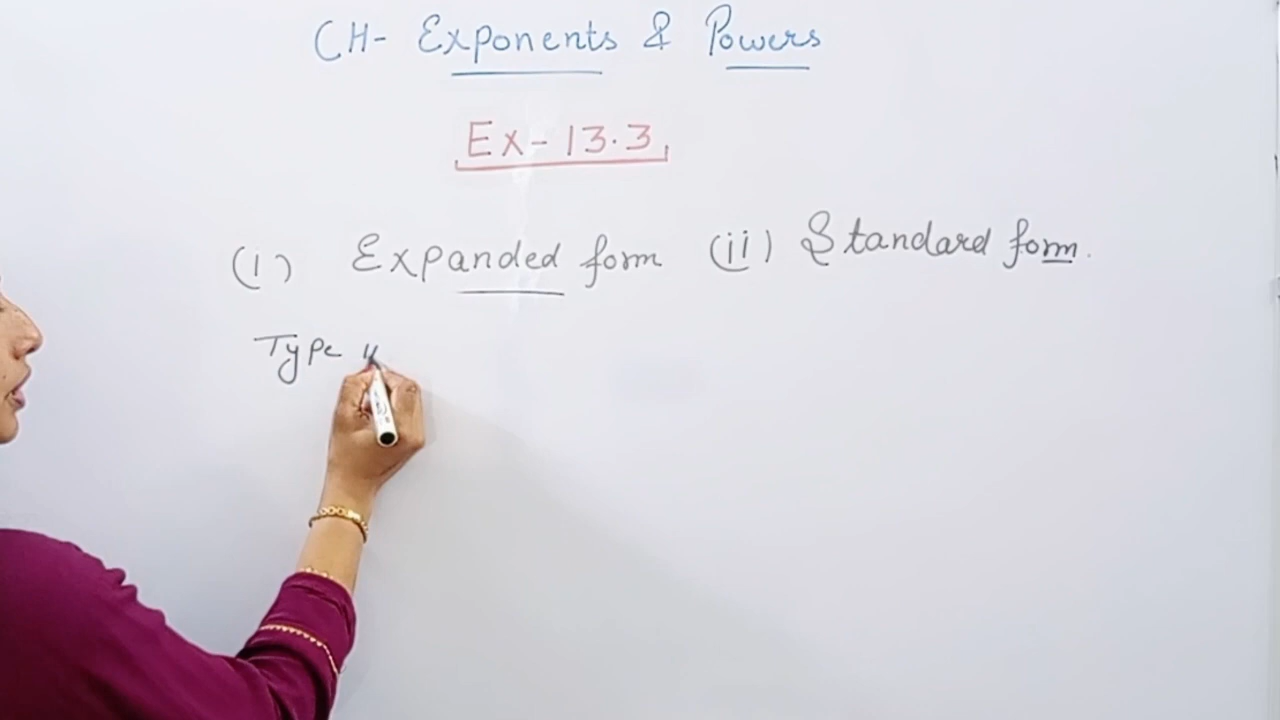 CH- Exponents & Powers
Ex- 13.3
(i) Expanded form (ii) Standard form.
Type